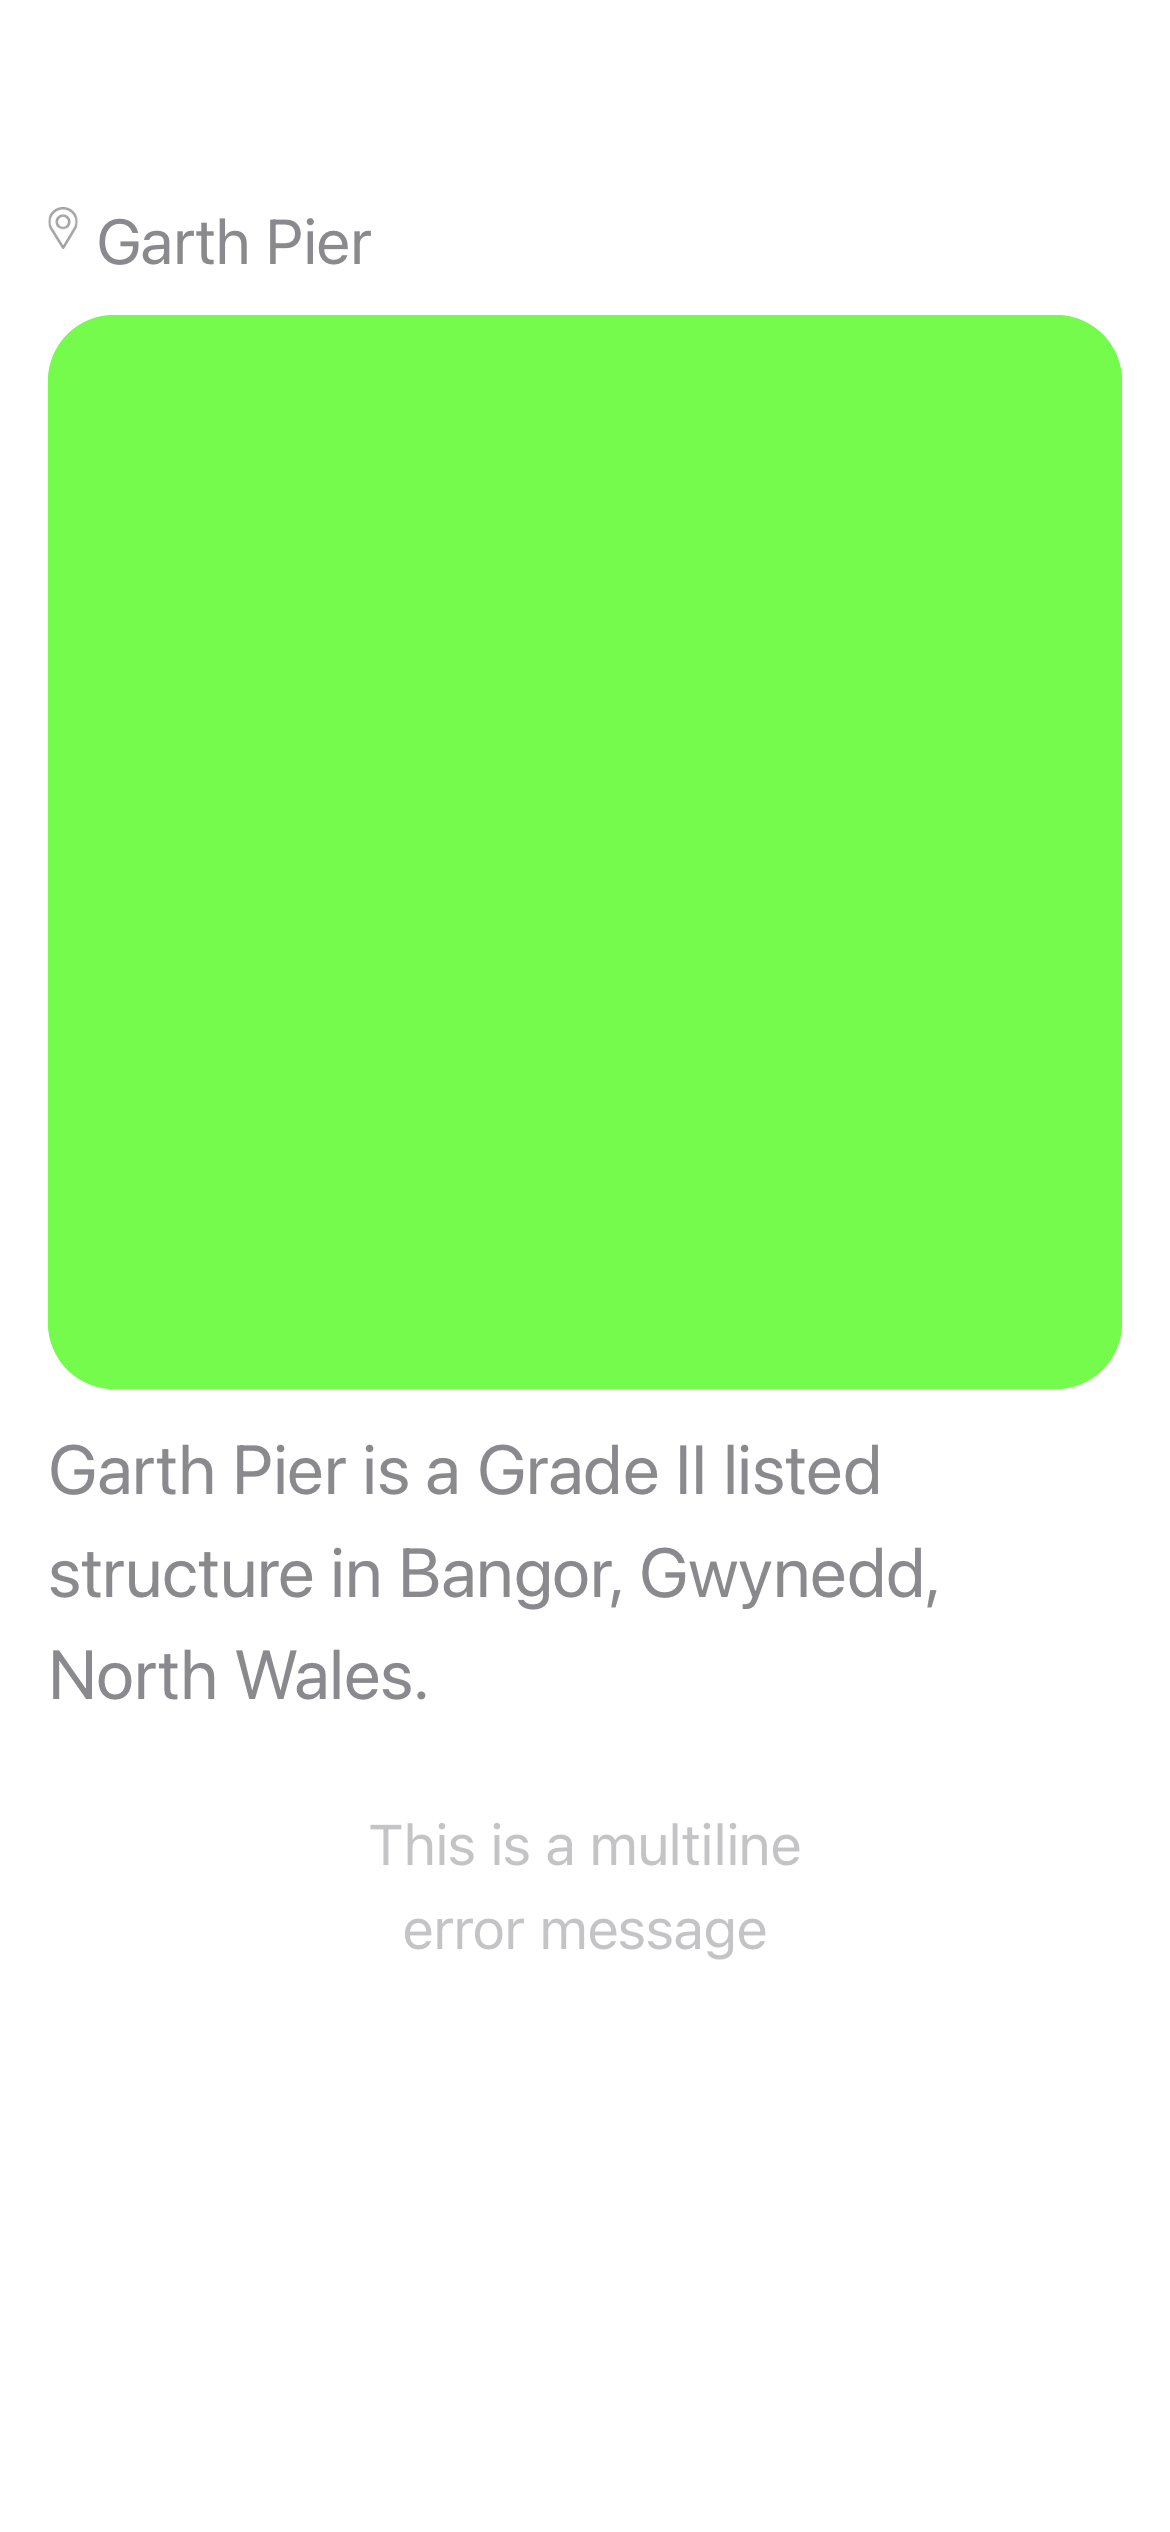 Garth Pier
Garth Pier is a Grade II listed
structure in Bangor, Gwynedd,
North Wales.
This is a multiline
error message